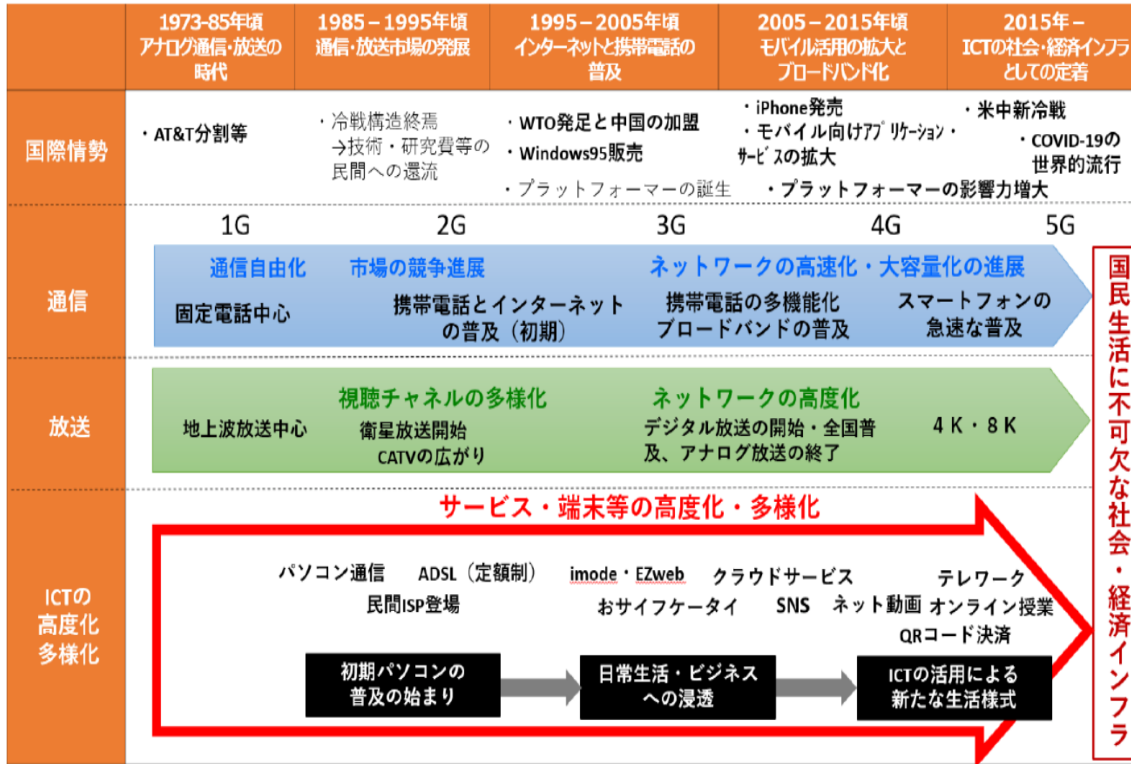 1973-85年頃
アナログ通信・放送の
時代
1985－1995年頃
通信・放送市場の発展
1995－2005年頃
インターネットと携帯電話の
普及
2005－2015年頃
モバイル活用の拡大と
ブロードバンド化
2015年－
ICTの社会・経済インフラ
としての定着
国際情勢
・AT&T分割等
・冷戦構造終焉
→技術・研究費等の
民間への還流
・WTO発足と中国の加盟
・Windows95販売
・プラットフォーマーの誕生
・iPhone発売
・モバイル向けアプリケーション・
サービスの拡大
・プラットフォーマーの影響力増大
・米中新冷戦
・COVID-19の
世界的流行
1G
2G
3G
4G
5G
通信
通信自由化
市場の競争進展
ネットワークの高速化・大容量化の進展
固定電話中心
携帯電話とインターネット
の普及（初期）
携帯電話の多機能化
ブロードバンドの普及
スマートフォンの
急速な普及
放送
視聴チャネルの多様化
ネットワークの高度化
地上波放送中心
衛星放送開始
CATVの広がり
デジタル放送の開始・全国普
及、アナログ放送の終了
４K・８K
ICTの
高度化
多様化
サービス・端末等の高度化・多様化
パソコン通信
ADSL（定額制）
民間ISP登場
imode・EZweb
おサイフケータイ
クラウドサービス
SNS
ネット動画
テレワーク
オンライン授業
QRコード決済
初期パソコンの
普及の始まり
日常生活・ビジネス
への浸透
ICTの活用による
新たな生活様式
国民生活に不可欠な社会・経済インフラ